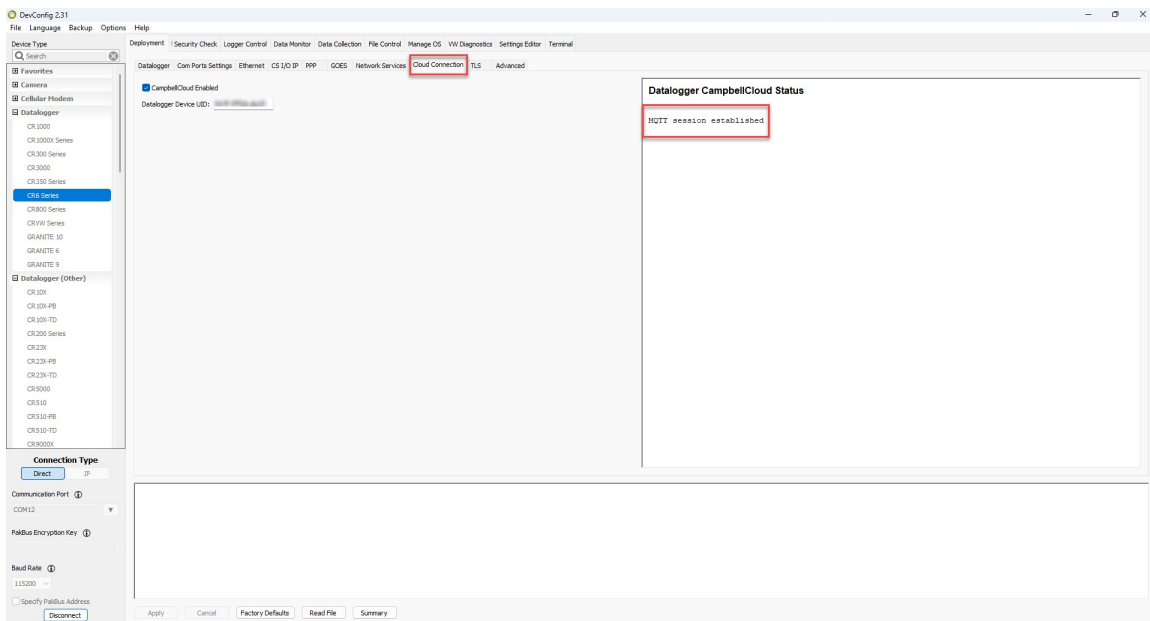 DevConfig 2.31
File Language Backup Options Help
Device Type
Search
Favorites
Camera
Cellular Modem
Datalogger
CR1000
CR1000X Series
CR300 Series
CR3000
CR350 Series
CR6 Series
CR800 Series
CRVW Series
GRANITE 10
GRANITE 6
GRANITE 9
Datalogger (Other)
CR10X
CR10X-PB
CR10X-TD
CR200 Series
CR23X
CR23X-PB
CR23X-TD
CR5000
CR510
CR510-PB
CR510-TD
CR9000X
Connection Type
Direct IP
Communication Port
COM12
PakBus Encryption Key
Baud Rate
115200
Specify PakBus Address
Disconnect
Deployment Security Check Logger Control Data Monitor Data Collection File Control Manage OS VW Diagnostics Settings Editor Terminal
Datalogger Com Ports Settings Ethernet CS I/O IP PPP GOES Network Services Cloud Connection TLS Advanced
CampbellCloud Enabled
Datalogger Device UID:
Datalogger CampbellCloud Status
MQTT session established
Apply Cancel Factory Defaults Read File Summary